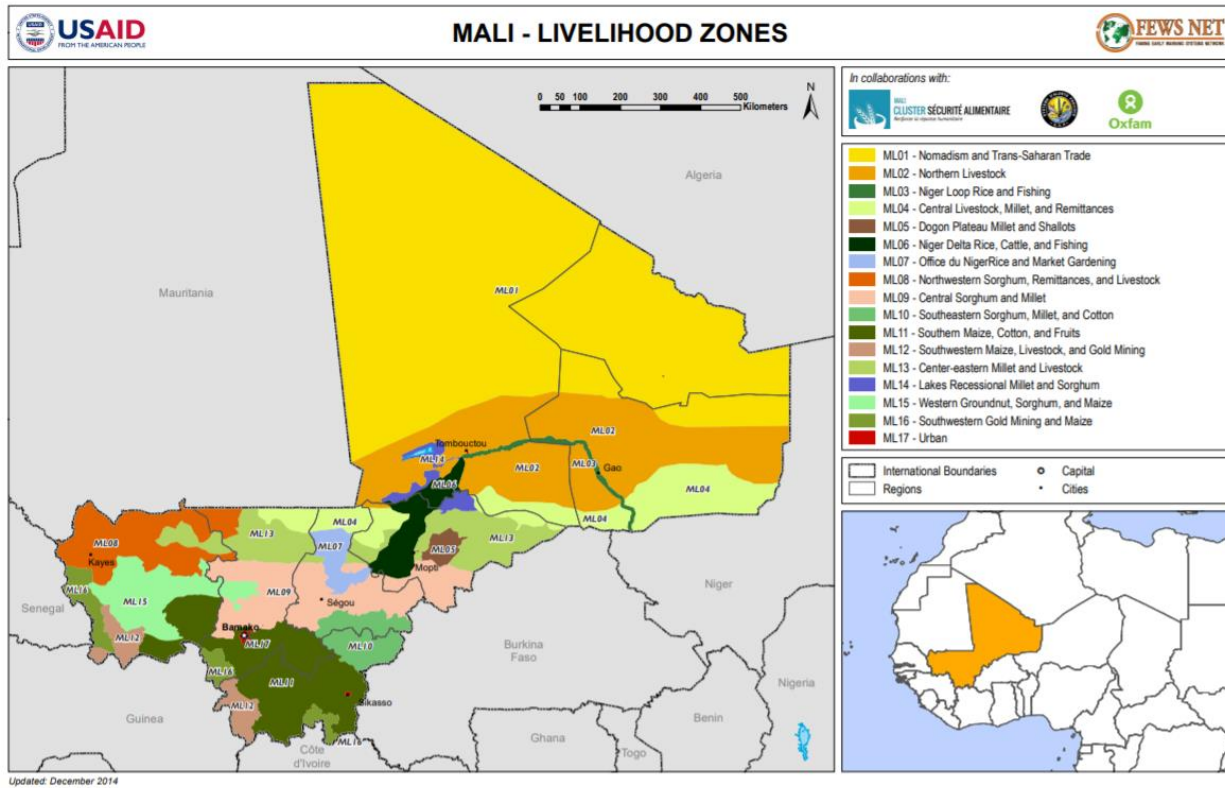 USAID
FROM THE AMERICAN PEOPLE
MALI - LIVELIHOOD ZONES
FEWS NET
FAMINE EARLY WARNING SYSTEMS NETWORK
N
0 50 100 200 300 400 500
Kilometers
Algeria
Mauritania
ML01
ML02
Tombouctou
ML14
ML02
ML03
Gao
ML06
ML04
ML04
ML04
ML13
ML08
Kayes
ML07
ML05
ML13
Mopti
ML16
ML15
ML09
Ségou
Niger
Senegal
Bamako
ML12
ML17
ML10
Burkina
Faso
ML16
ML11
Nigeria
ML12
Sikasso
Guinea
Benin
ML16
Ghana
Côte
d'Ivoire
Togo
In collaborations with:
MALI
CLUSTER SÉCURITÉ ALIMENTAIRE
Oxfam
ML01 - Nomadism and Trans-Saharan Trade
ML02 - Northern Livestock
ML03 - Niger Loop Rice and Fishing
ML04 - Central Livestock, Millet, and Remittances
ML05 - Dogon Plateau Millet and Shallots
ML06 - Niger Delta Rice, Cattle, and Fishing
ML07 - Office du NigerRice and Market Gardening
ML08 - Northwestern Sorghum, Remittances, and Livestock
ML09 - Central Sorghum and Millet
ML10 - Southeastern Sorghum, Millet, and Cotton
ML11 - Southern Maize, Cotton, and Fruits
ML12 - Southwestern Maize, Livestock, and Gold Mining
ML13 - Center-eastern Millet and Livestock
ML14 - Lakes Recessional Millet and Sorghum
ML15 - Western Groundnut, Sorghum, and Maize
ML16 - Southwestern Gold Mining and Maize
ML17 - Urban
International Boundaries
Capital
Regions
Cities
Updated: December 2014